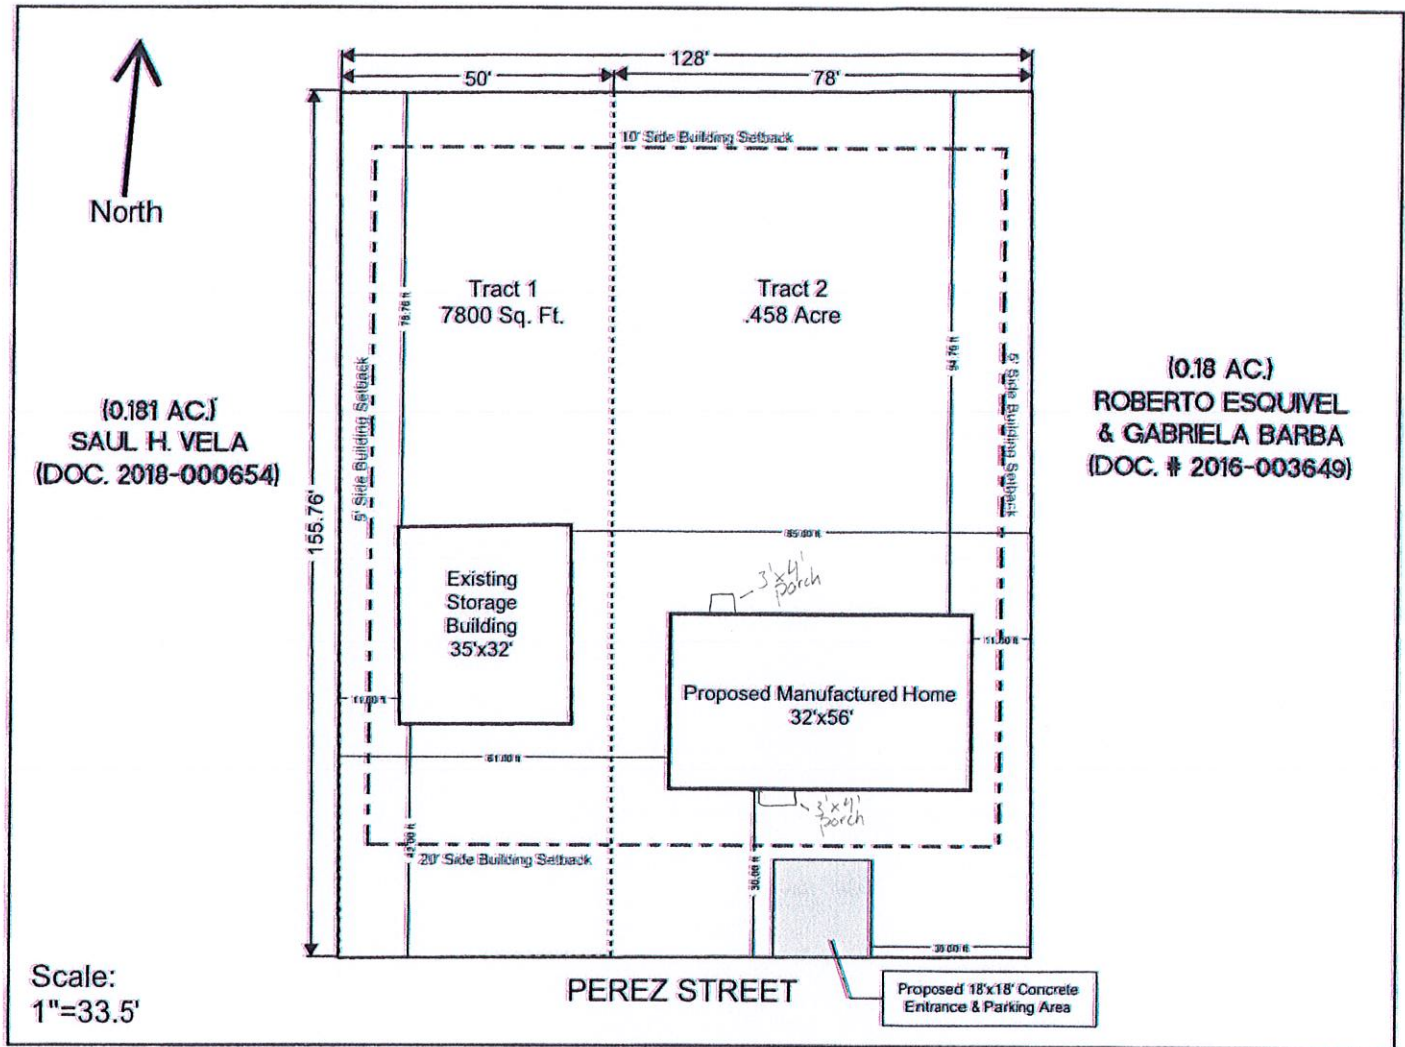 128'
50'
78'
10' Side Building Setback
North
Tract 1
7800 Sq. Ft.
Tract 2
.458 Acre
78.76 ft
94.76 ft
5' Side Building Setback
5' Side Building Setback
(0.181 AC.)
SAUL H. VELA
(DOC. 2018-000654)
(0.18 AC.)
ROBERTO ESQUIVEL
& GABRIELA BARBA
(DOC. # 2016-003649)
155.76'
85.00 ft
Existing
Storage
Building
35'x32'
3'x4'
porch
11.00 ft
11.00 ft
Proposed Manufactured Home
32'x56'
61.00 ft
3'x4'
porch
42.00 ft
20' Side Building Setback
30.00 ft
30.00 ft
Scale:
1"=33.5'
PEREZ STREET
Proposed 18'x18' Concrete
Entrance & Parking Area